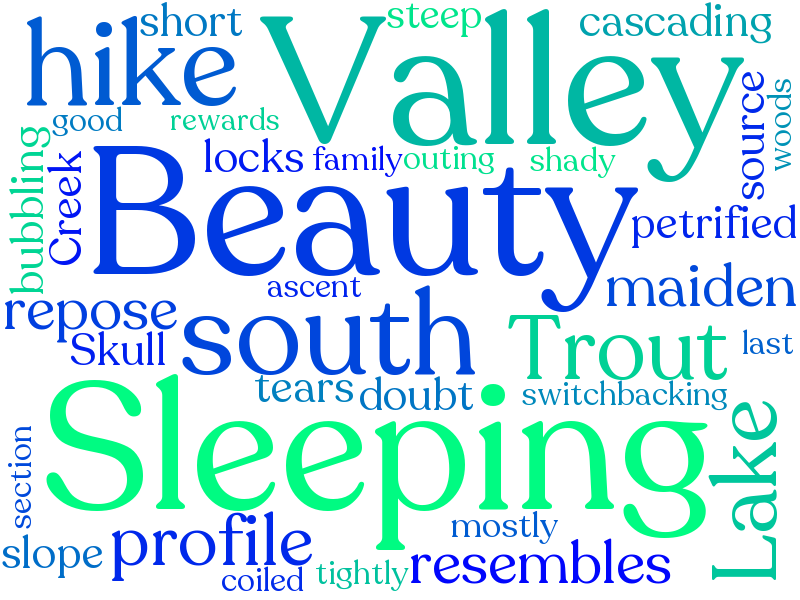 short
steep
cascading
hike
Valley
good
rewards
source
woods
bubbling
Creek
locks
family
outing
shady
Beauty
petrified
ascent
maiden
repose
south
Trout
last
Skull
tears
doubt
switchbacking
Sleeping
Lake
section
profile
mostly
slope
coiled
tightly
resembles